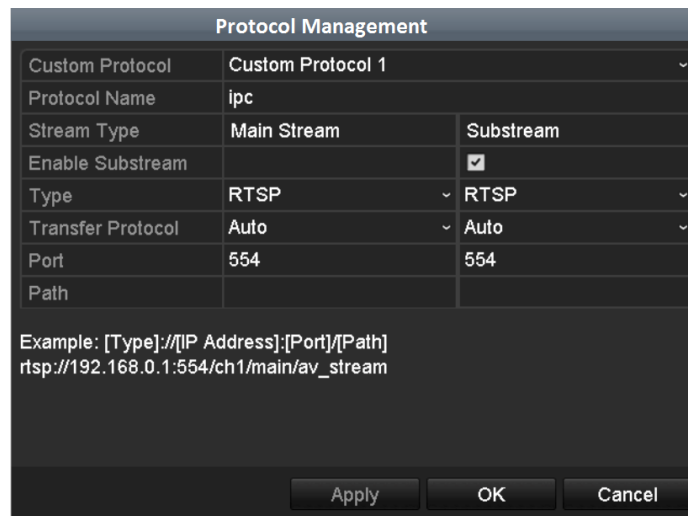 Protocol Management
Custom Protocol Custom Protocol 1
Protocol Name ipc
Stream Type Main Stream Substream
Enable Substream
Type RTSP RTSP
Transfer Protocol Auto Auto
Port 554 554
Path
Example: [Type]://[IP Address]:[Port]/[Path]
rtsp://192.168.0.1:554/ch1/main/av_stream
Apply OK Cancel